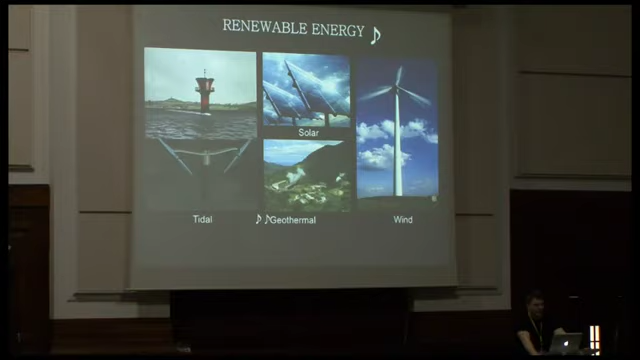 RENEWABLE ENERGY ♪
Solar
Tidal
♪ ♪Geothermal
Wind